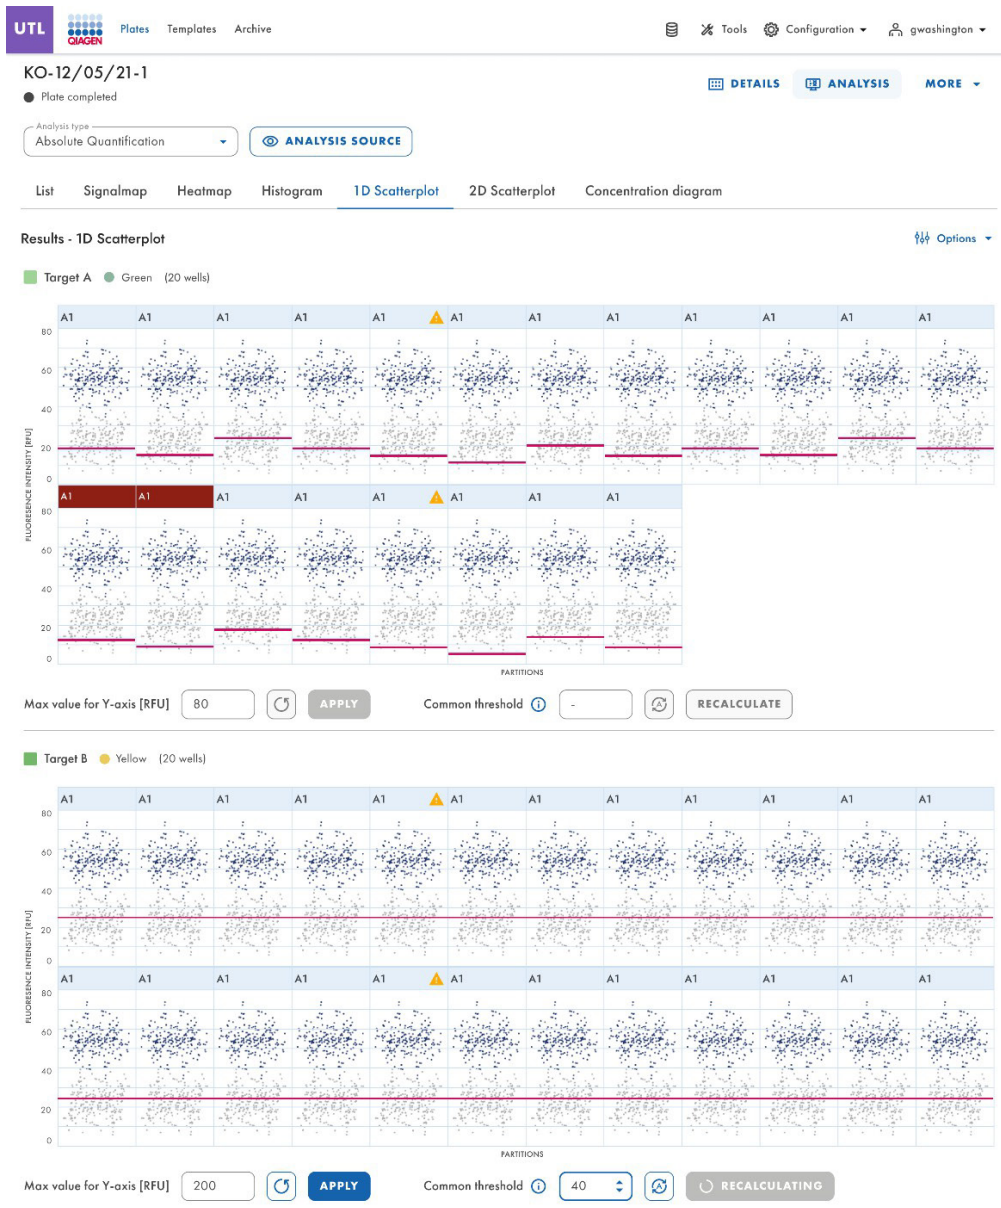 UTL QIAGEN Plates Templates Archive Tools Configuration gwashington
KO-12/05/21-1
DETAILS ANALYSIS MORE
Plate completed
Analysis type
Absolute Quantification ANALYSIS SOURCE
List Signalmap Heatmap Histogram 1D Scatterplot 2D Scatterplot Concentration diagram
Results - 1D Scatterplot Options
Target A Green (20 wells)
A1 A1 A1 A1 A1 A1 A1 A1 A1 A1 A1 A1
80
60
40
20
0
FLUORESENCE INTENSITY [RFU]
A1 A1 A1 A1 A1 A1 A1 A1
80
60
40
20
0
PARTITIONS
Max value for Y-axis [RFU] 80 APPLY Common threshold - RECALCULATE
Target B Yellow (20 wells)
A1 A1 A1 A1 A1 A1 A1 A1 A1 A1 A1 A1
80
60
40
20
0
FLUORESENCE INTENSITY [RFU]
A1 A1 A1 A1 A1 A1 A1 A1 A1 A1 A1 A1
80
60
40
20
0
PARTITIONS
Max value for Y-axis [RFU] 200 APPLY Common threshold 40 RECALCULATING